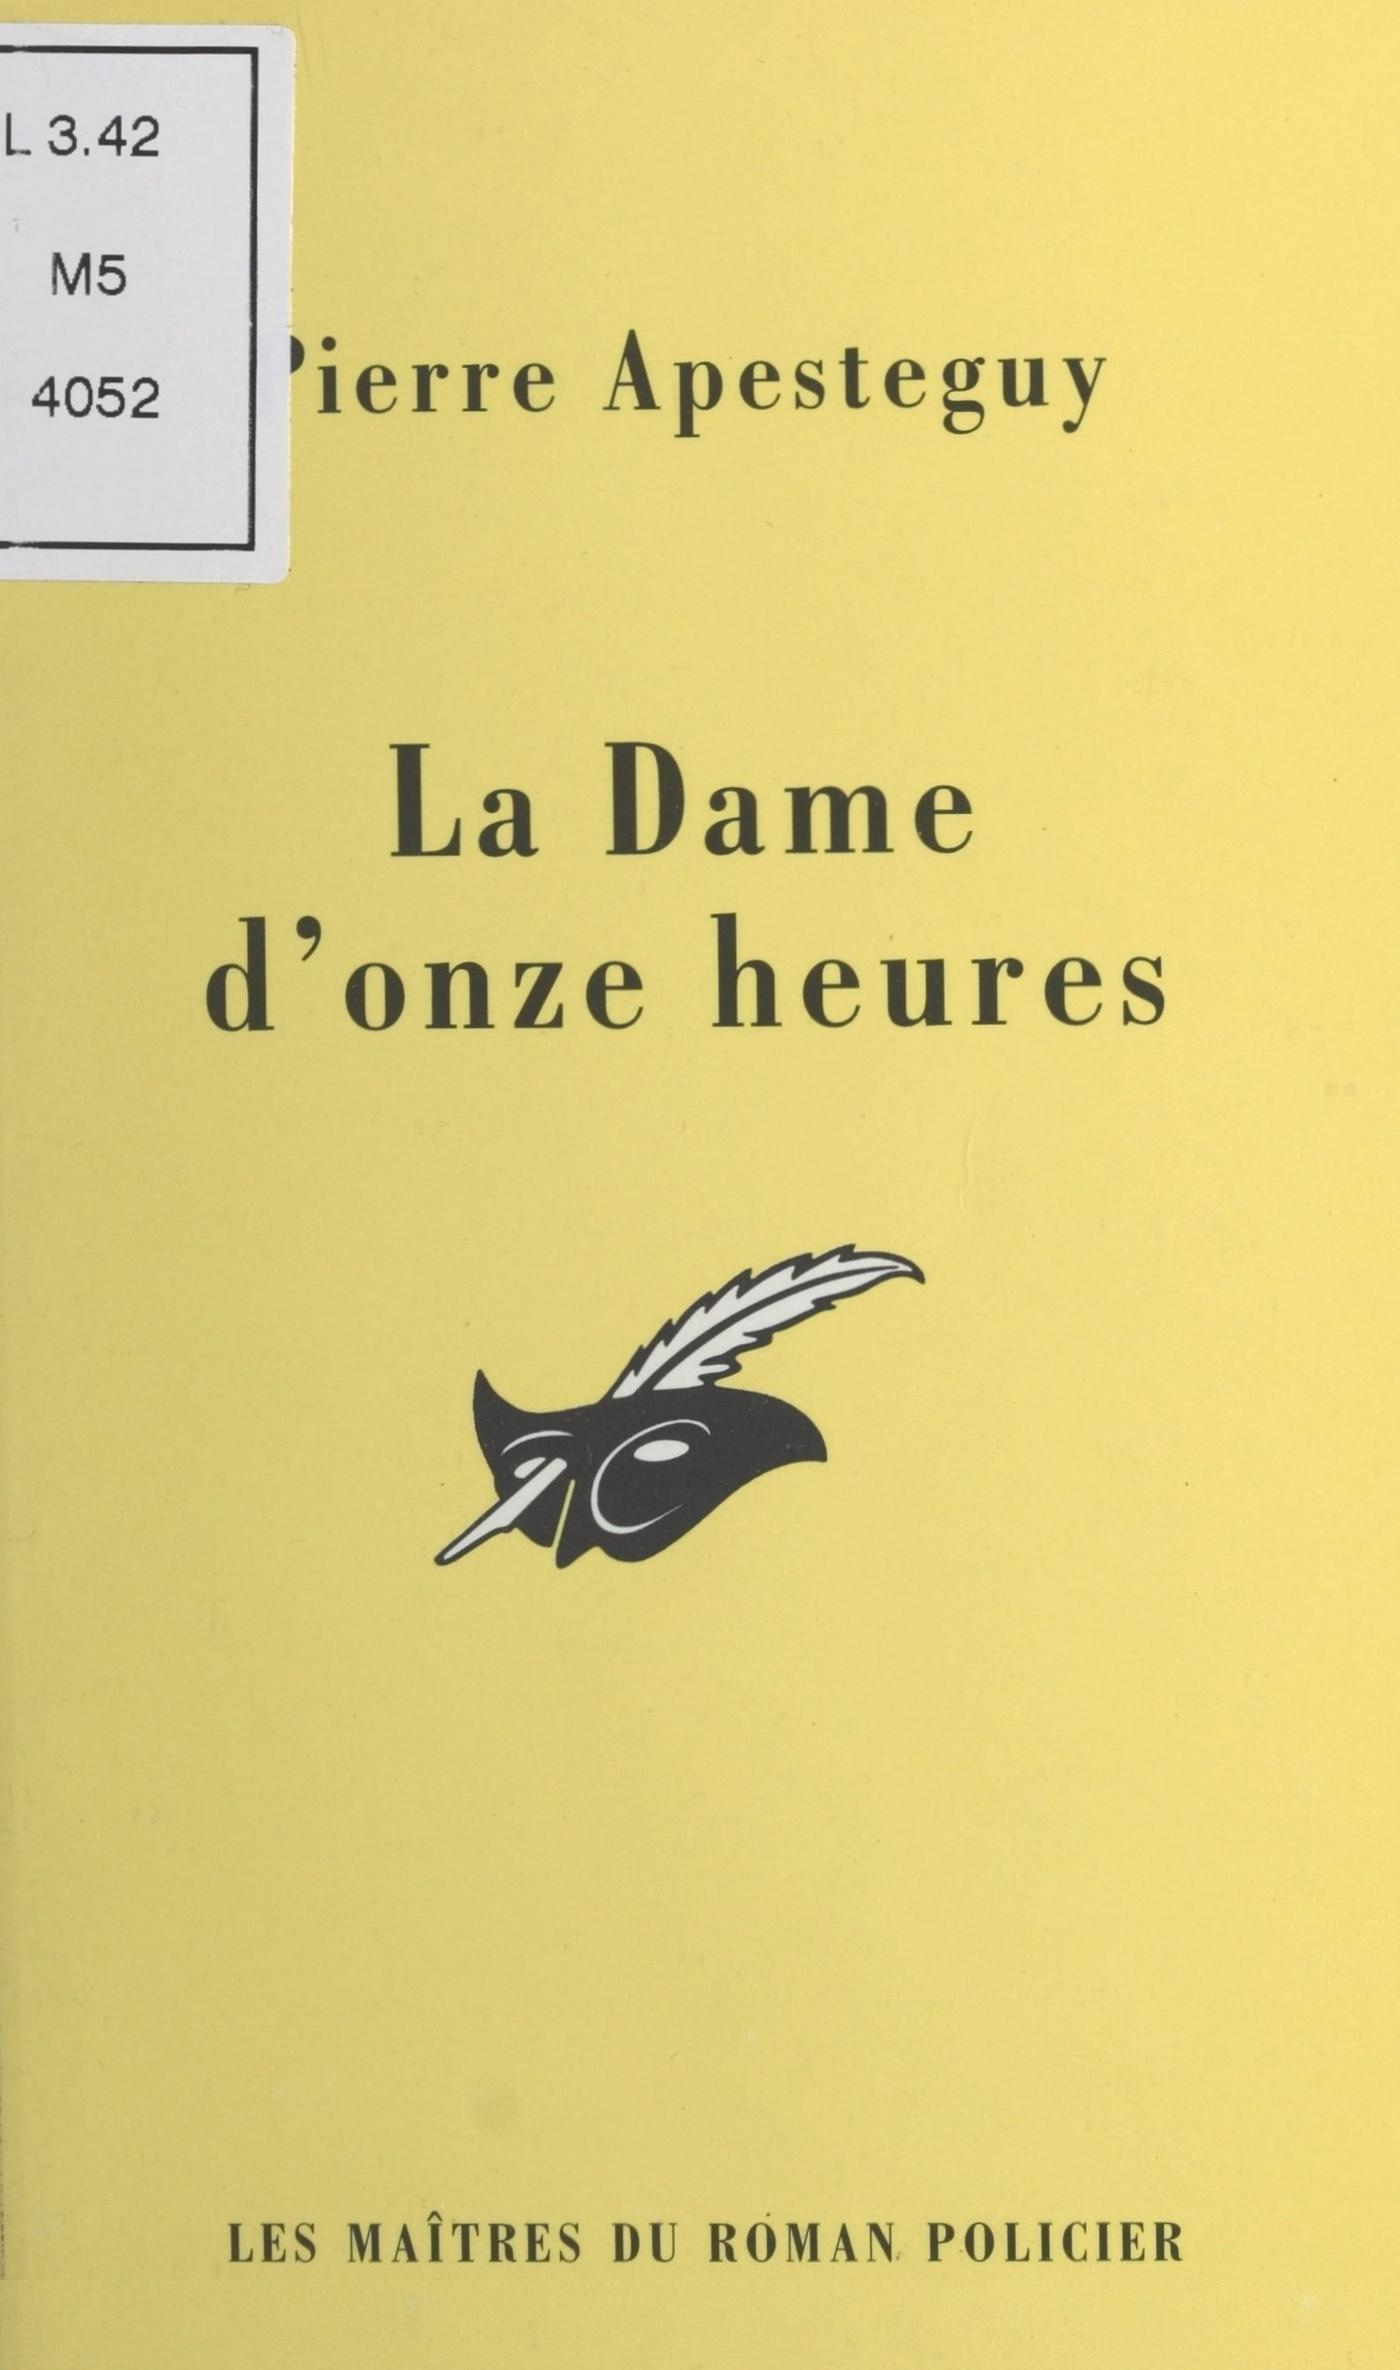 L 3.42
M5
4052
Pierre Apesteguy
La Dame
d'onze heures
LES MAÎTRES DU ROMAN POLICIER